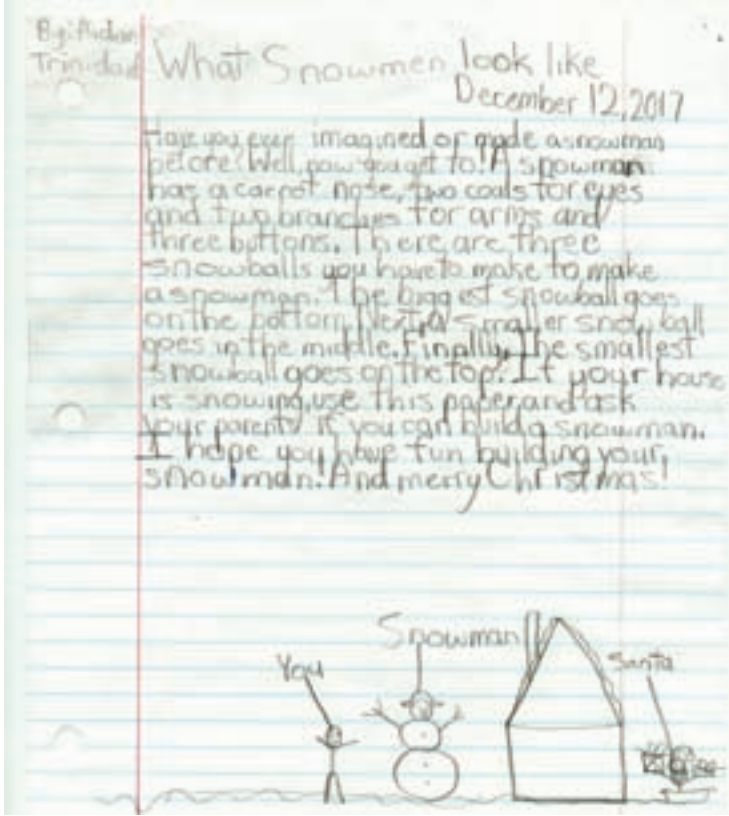 By: Aidan
Trinidad
What Snowmen look like
December 12, 2017
Have you ever imagined or made a snowman
before? Well, now you get to! A snowman
has a carrot nose, two coals for eyes
and two branches for arms and
three buttons. There are three
snowballs you have to make to make
a snowman. The biggest snowball goes
on the bottom. Next, a smaller snowball
goes in the middle. Finally, the smallest
snowball goes on the top. If your house
is snowing, use this paper, and ask
your parents if you can build a snowman.
I hope you have fun building your
snowman! And merry Christmas!
You
Snowman
Santa